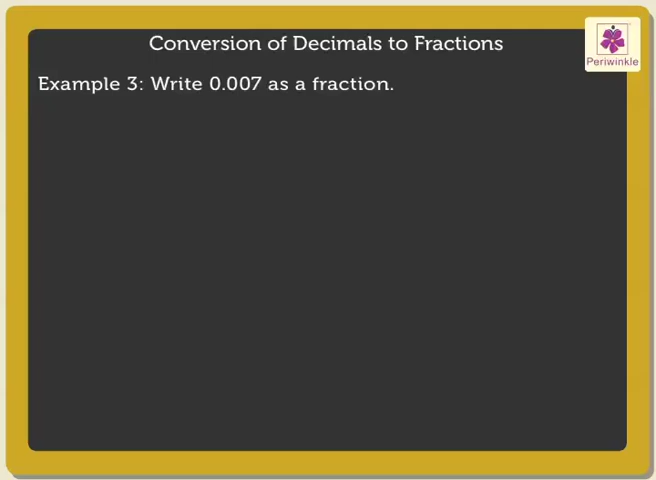 Conversion of Decimals to Fractions
Periwinkle
Example 3: Write 0.007 as a fraction.